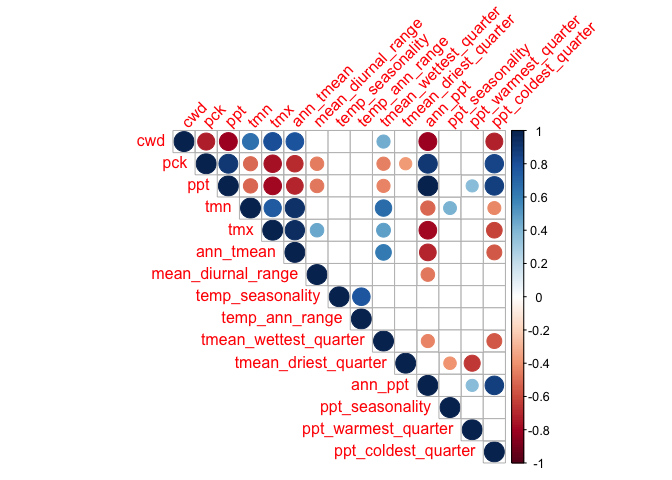 cwd
pck
ppt
tmn
tmx
ann_tmean
mean_diurnal_range
temp_seasonality
temp_ann_range
tmean_wettest_quarter
tmean_driest_quarter
ann_ppt
ppt_seasonality
ppt_warmest_quarter
ppt_coldest_quarter
cwd
pck
ppt
tmn
tmx
ann_tmean
mean_diurnal_range
temp_seasonality
temp_ann_range
tmean_wettest_quarter
tmean_driest_quarter
ann_ppt
ppt_seasonality
ppt_warmest_quarter
ppt_coldest_quarter
1
0.8
0.6
0.4
0.2
0
-0.2
-0.4
-0.6
-0.8
-1